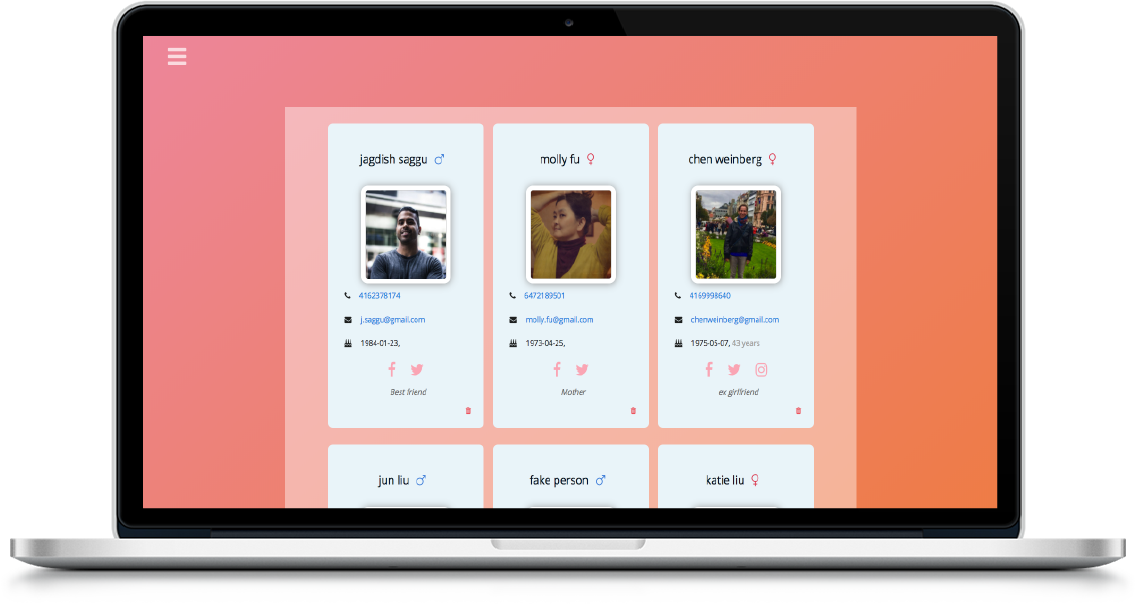 jagdish saggu
molly fu
chen weinberg
4162378174
6472189501
4169998640
j.saggu@gmail.com
molly.fu@gmail.com
chenweinberg@gmail.com
1984-01-23,
1973-04-25,
1975-05-07, 43 years
Best friend
Mother
ex girlfriend
jun liu
fake person
katie liu